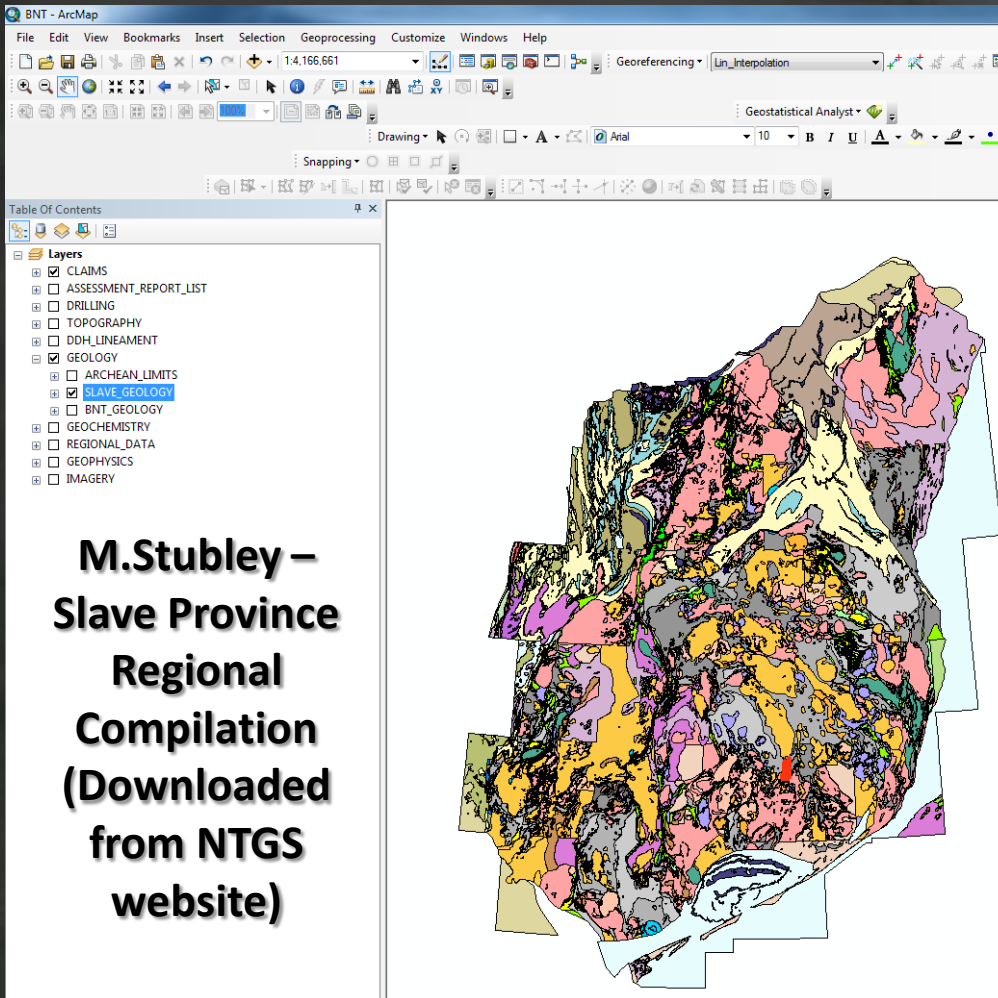 BNT - ArcMap
File Edit View Bookmarks Insert Selection Geoprocessing Customize Windows Help
1:4,166,661 Georeferencing Lin_Interpolation
100% Geostatistical Analyst
Drawing A Arial 10 B I U A
Snapping
Table Of Contents
Layers
CLAIMS
ASSESSMENT_REPORT_LIST
DRILLING
TOPOGRAPHY
DDH_LINEAMENT
GEOLOGY
ARCHEAN_LIMITS
SLAVE_GEOLOGY
BNT_GEOLOGY
GEOCHEMISTRY
REGIONAL_DATA
GEOPHYSICS
IMAGERY
M.Stubley –
Slave Province
Regional
Compilation
(Downloaded
from NTGS
website)